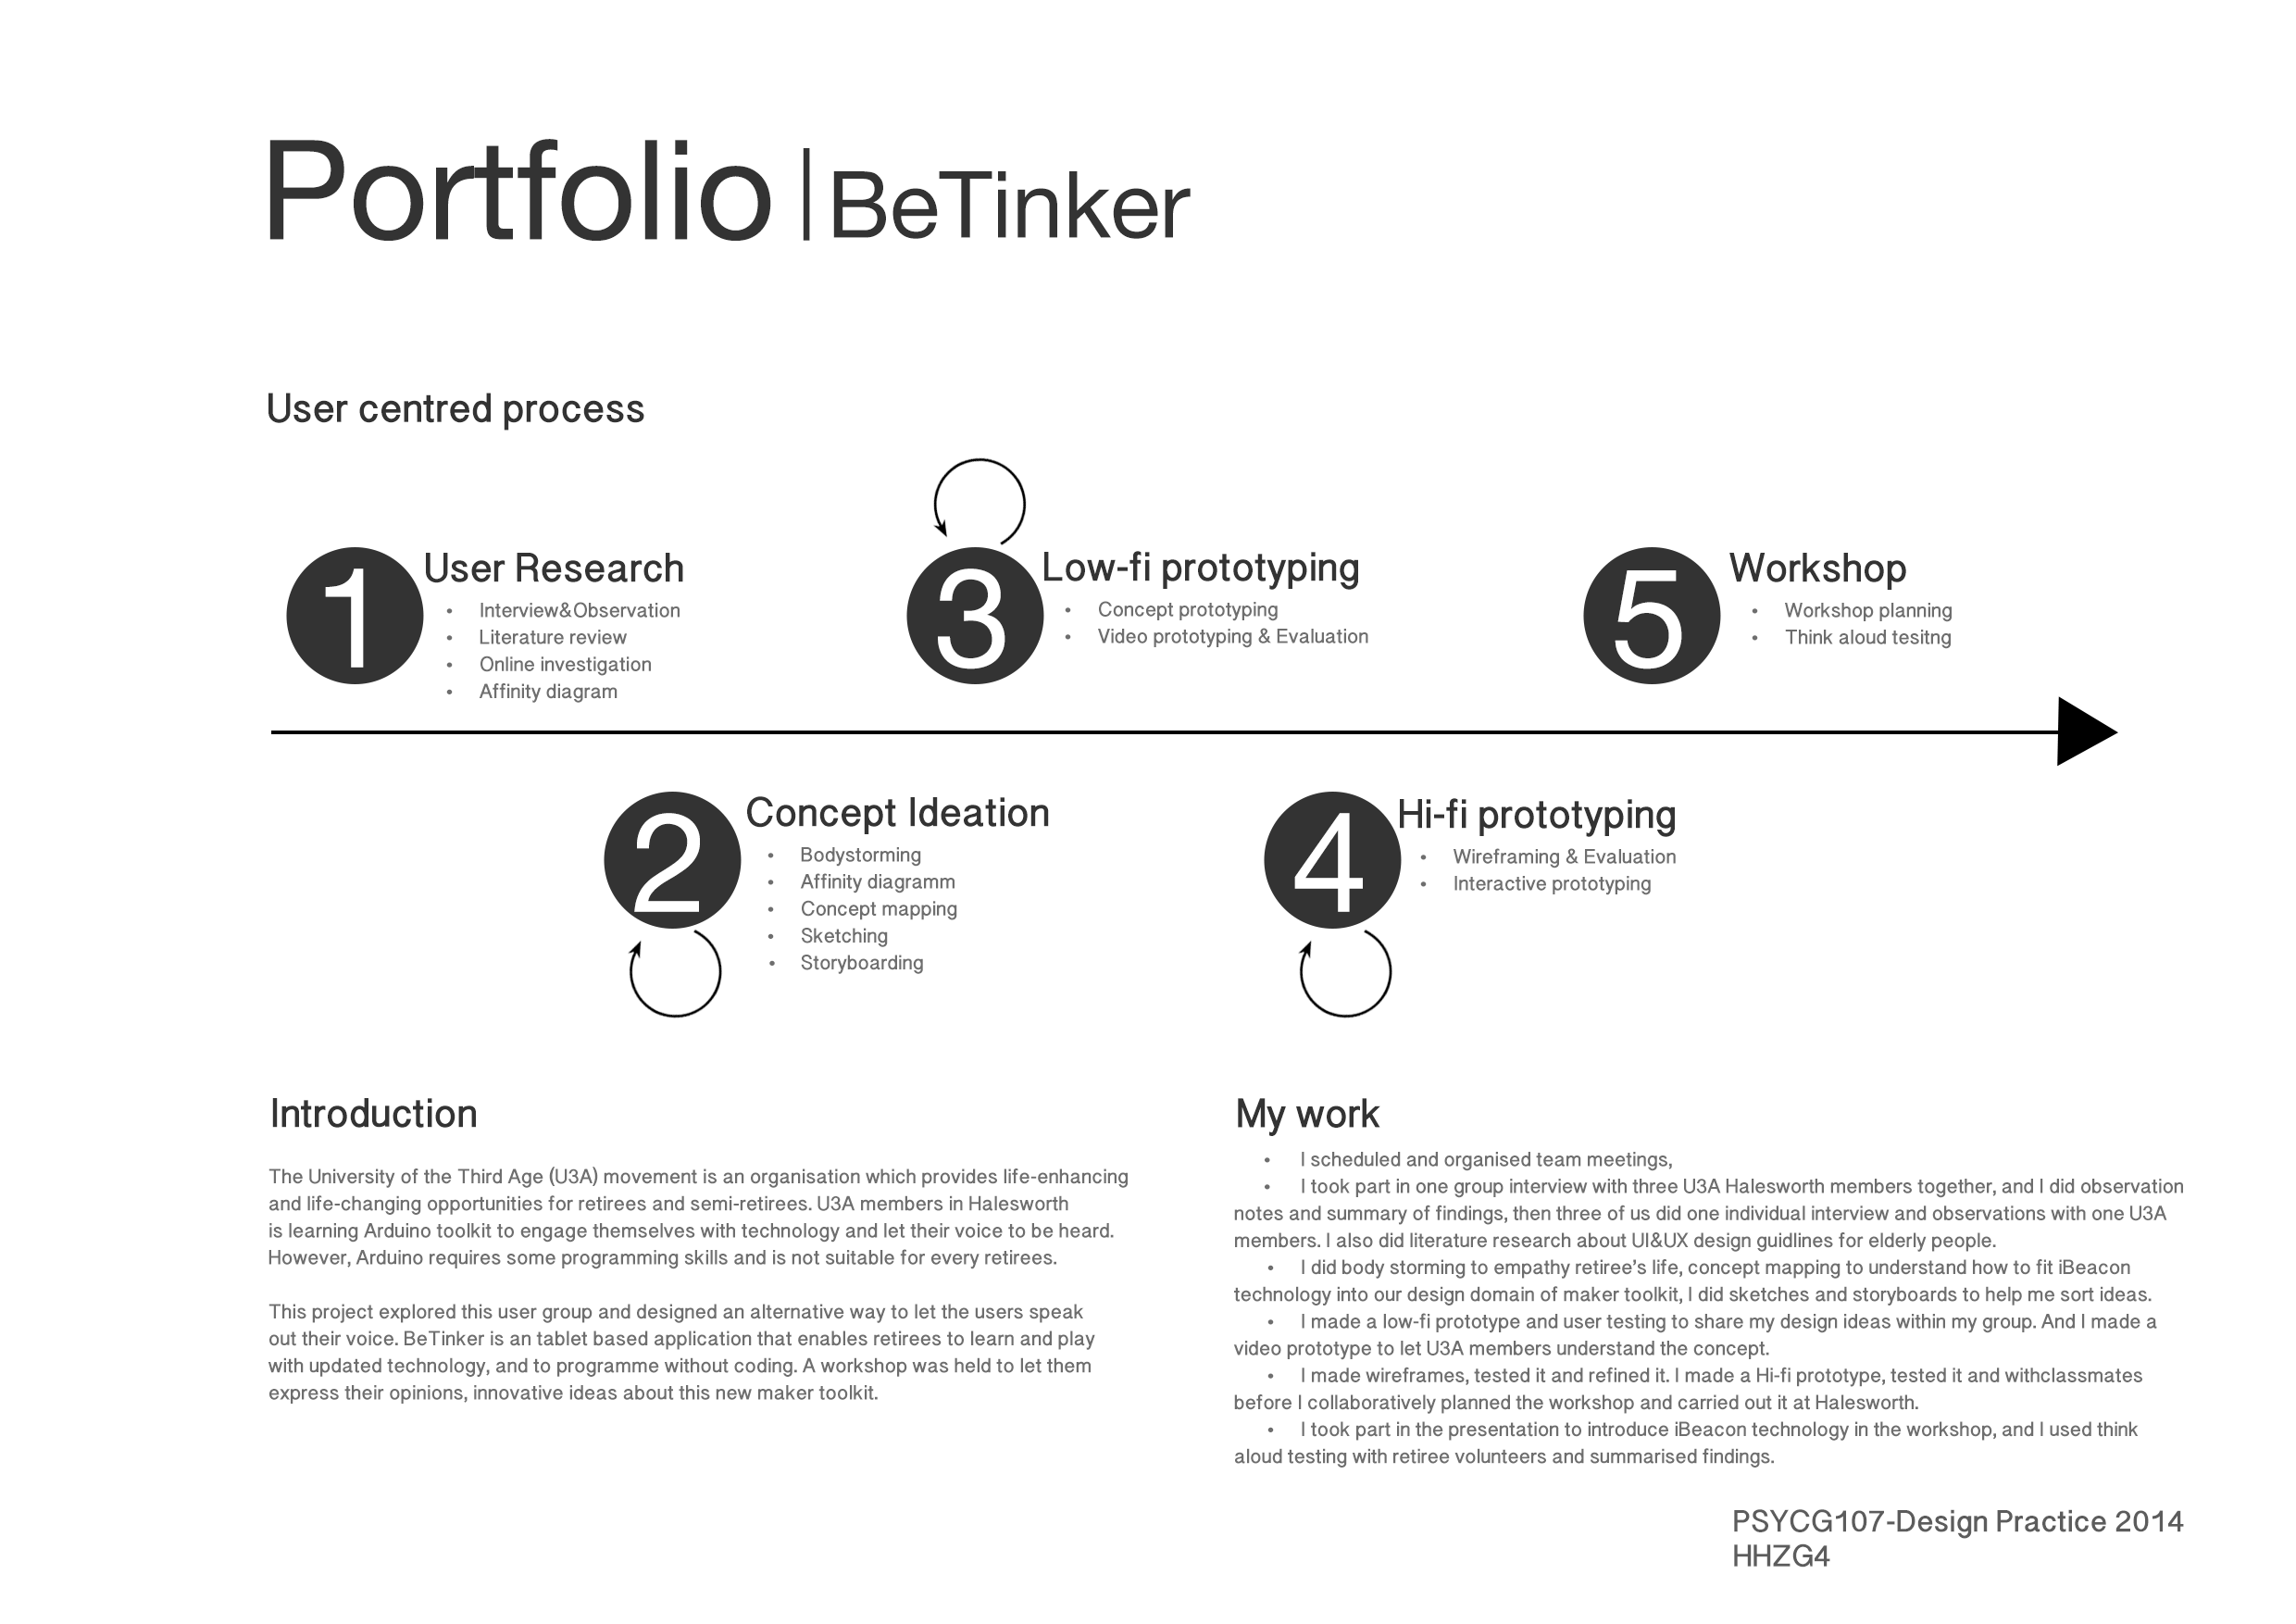 Portfolio | BeTinker
User centred process
1
User Research
• Interview&Observation
• Literature review
• Online investigation
• Affinity diagram
2
Concept Ideation
• Bodystorming
• Affinity diagramm
• Concept mapping
• Sketching
• Storyboarding
3
Low-fi prototyping
• Concept prototyping
• Video prototyping & Evaluation
4
Hi-fi prototyping
• Wireframing & Evaluation
• Interactive prototyping
5
Workshop
• Workshop planning
• Think aloud tesitng
Introduction
The University of the Third Age (U3A) movement is an organisation which provides life-enhancing
and life-changing opportunities for retirees and semi-retirees. U3A members in Halesworth
is learning Arduino toolkit to engage themselves with technology and let their voice to be heard.
However, Arduino requires some programming skills and is not suitable for every retirees.
This project explored this user group and designed an alternative way to let the users speak
out their voice. BeTinker is an tablet based application that enables retirees to learn and play
with updated technology, and to programme without coding. A workshop was held to let them
express their opinions, innovative ideas about this new maker toolkit.
My work
• I scheduled and organised team meetings,
• I took part in one group interview with three U3A Halesworth members together, and I did observation
notes and summary of findings, then three of us did one individual interview and observations with one U3A
members. I also did literature research about UI&UX design guidlines for elderly people.
• I did body storming to empathy retiree's life, concept mapping to understand how to fit iBeacon
technology into our design domain of maker toolkit, I did sketches and storyboards to help me sort ideas.
• I made a low-fi prototype and user testing to share my design ideas within my group. And I made a
video prototype to let U3A members understand the concept.
• I made wireframes, tested it and refined it. I made a Hi-fi prototype, tested it and withclassmates
before I collaboratively planned the workshop and carried out it at Halesworth.
• I took part in the presentation to introduce iBeacon technology in the workshop, and I used think
aloud testing with retiree volunteers and summarised findings.
PSYCG107-Design Practice 2014
HHZG4